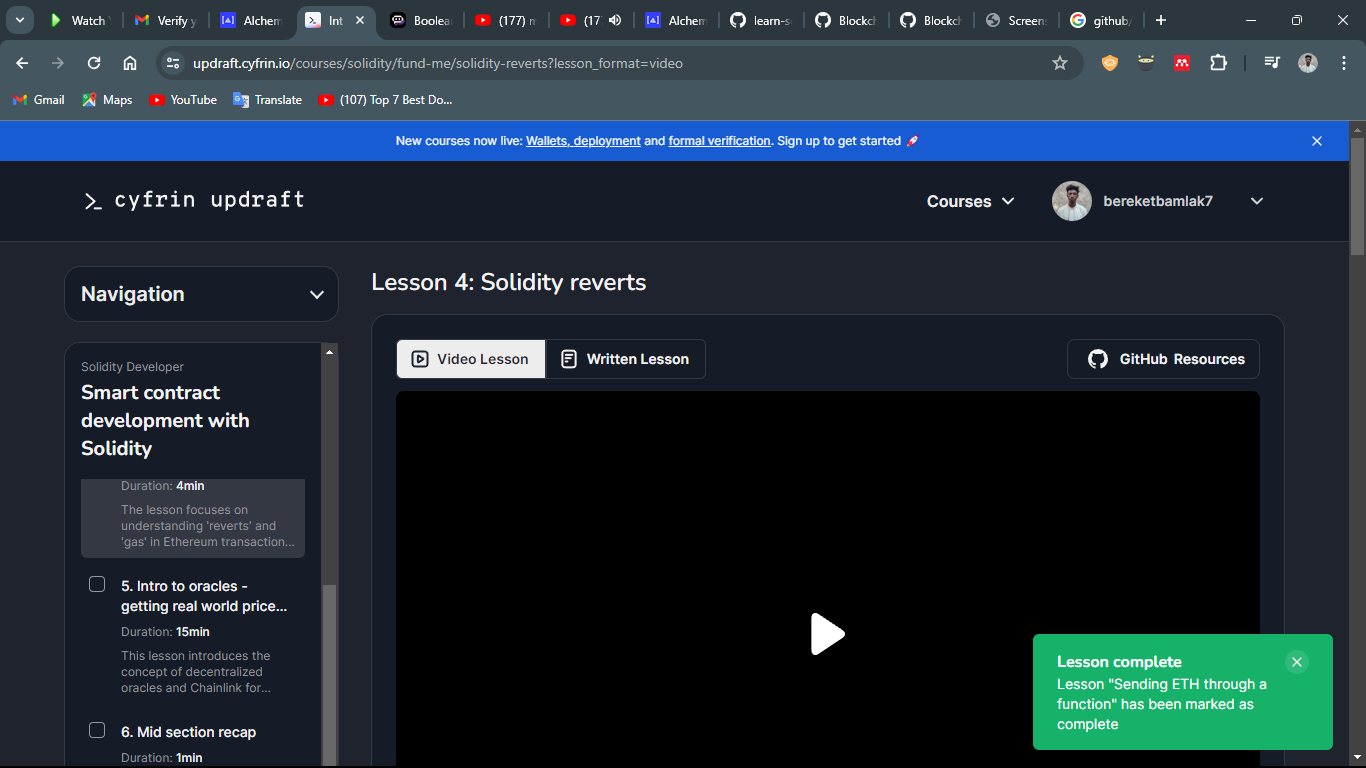 Watch
Verify y
Alchem
Int
Boolea
(177) m
(17
Alchem
learn-s
Blockch
Blockch
Screen
github/
updraft.cyfrin.io/courses/solidity/fund-me/solidity-reverts?lesson_format=video
Gmail
Maps
YouTube
Translate
(107) Top 7 Best Do...
New courses now live: Wallets, deployment and formal verification. Sign up to get started 🚀
>_ cyfrin updraft
Courses
bereketbamlak7
Navigation
Lesson 4: Solidity reverts
Video Lesson
Written Lesson
GitHub Resources
Solidity Developer
Smart contract
development with
Solidity
Duration: 4min
The lesson focuses on
understanding 'reverts' and
'gas' in Ethereum transaction...
5. Intro to oracles -
getting real world price...
Duration: 15min
This lesson introduces the
concept of decentralized
oracles and Chainlink for...
6. Mid section recap
Duration: 1min
Lesson complete
Lesson "Sending ETH through a
function" has been marked as
complete